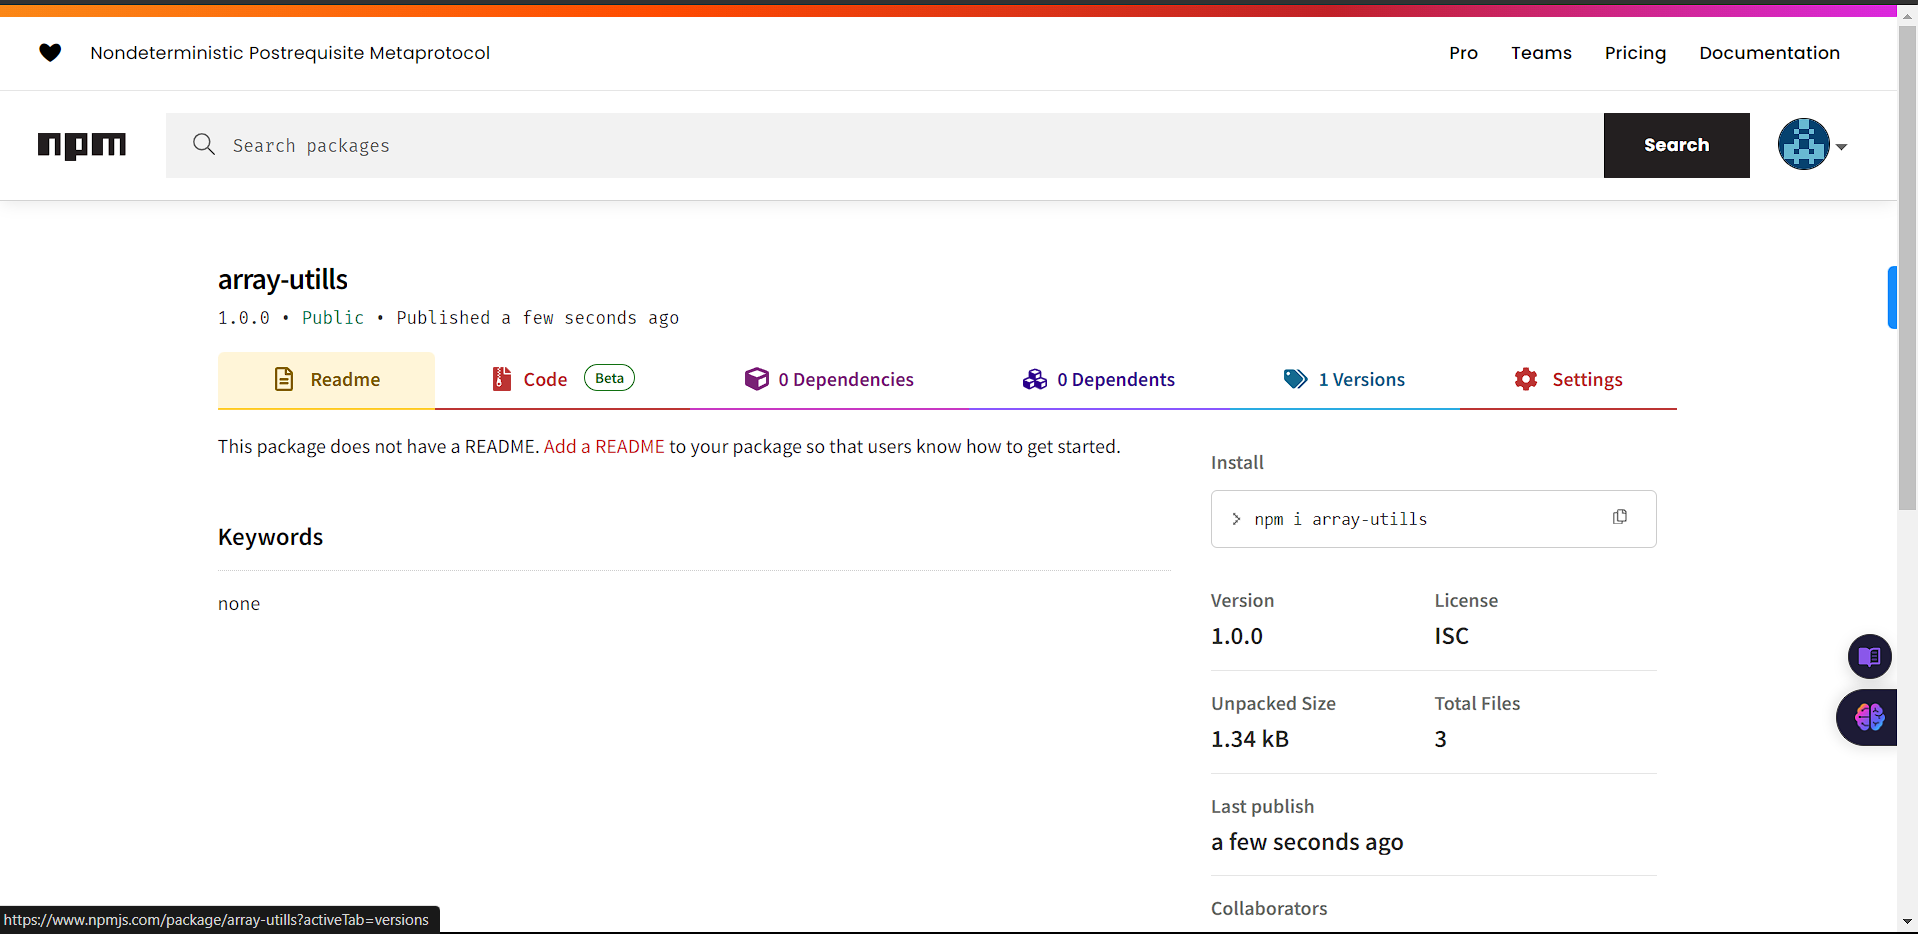 Nondeterministic Postrequisite Metaprotocol
Pro Teams Pricing Documentation
npm
Search packages
Search
array-utills
1.0.0 • Public • Published a few seconds ago
Readme
Code Beta
0 Dependencies
0 Dependents
1 Versions
Settings
This package does not have a README. Add a README to your package so that users know how to get started.
Keywords
none
Install
> npm i array-utills
Version
1.0.0
License
ISC
Unpacked Size
1.34 kB
Total Files
3
Last publish
a few seconds ago
Collaborators
https://www.npmjs.com/package/array-utills?activeTab=versions